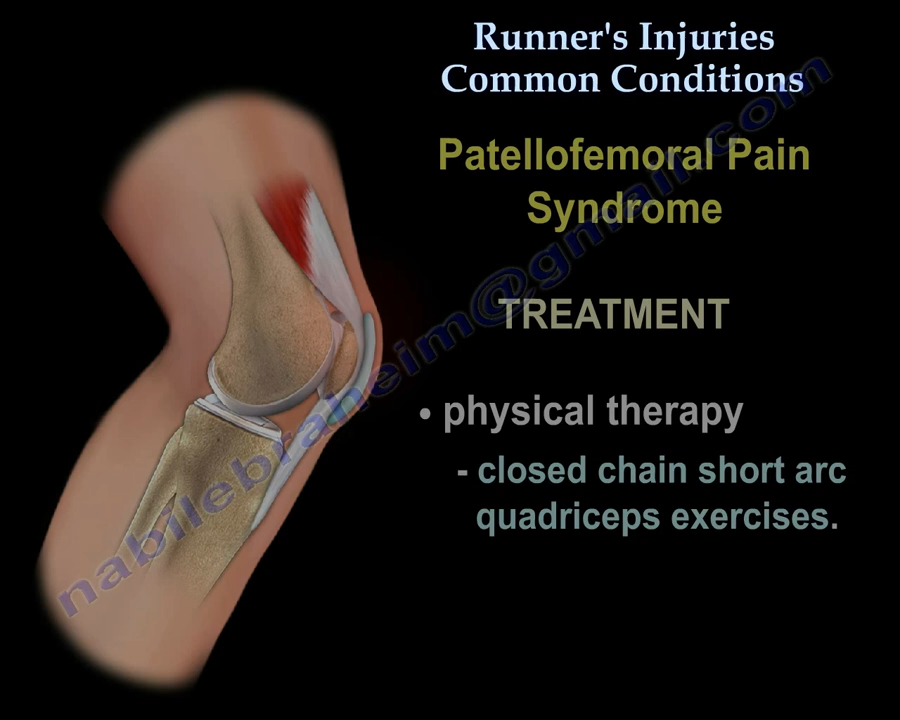 Runner's Injuries
Common Conditions
Patellofemoral Pain
Syndrome
TREATMENT
• physical therapy
- closed chain short arc
quadriceps exercises.
nabilebraheim@gmail.com